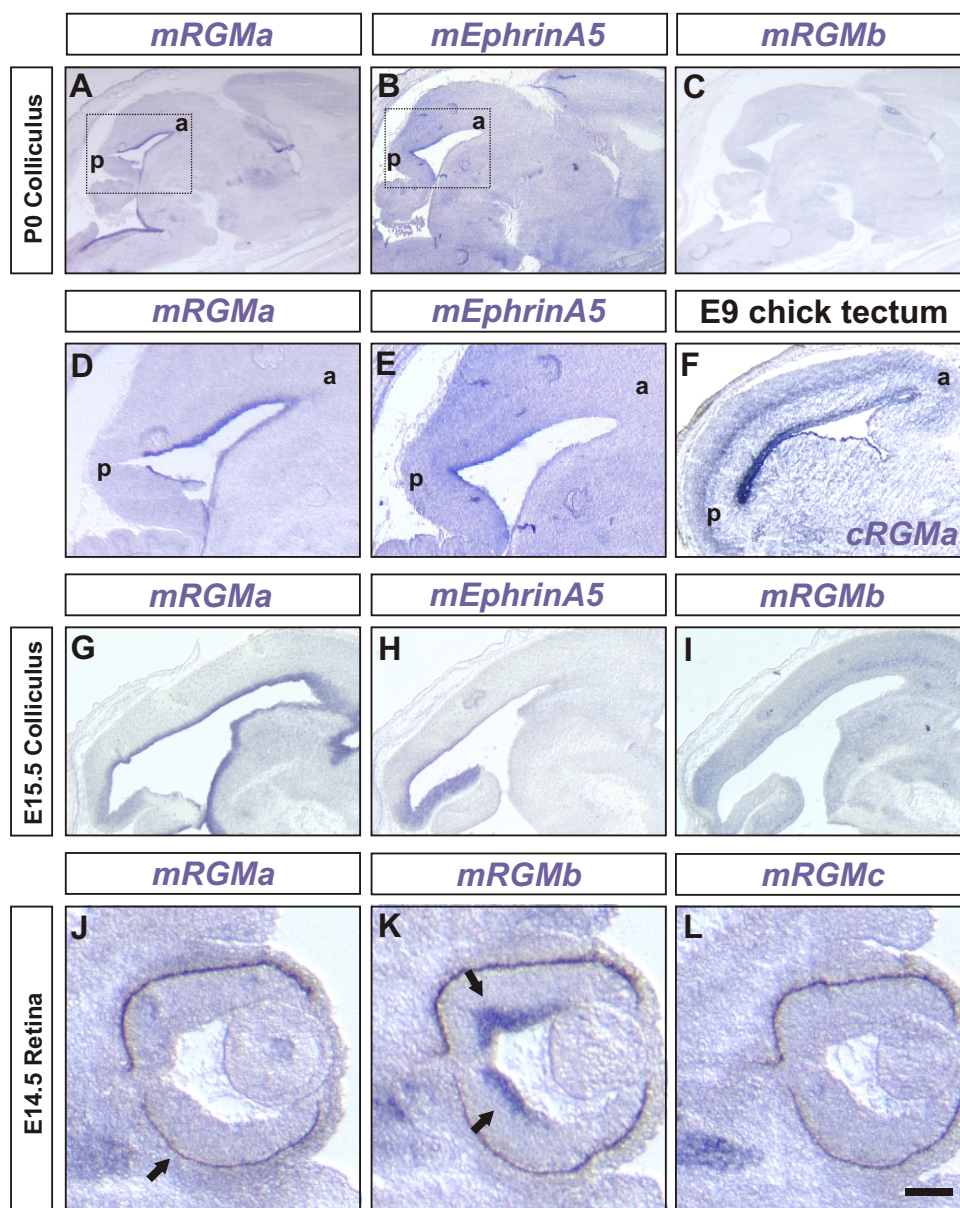 mRGMa mEphrinA5 mRGMb
P0 Colliculus
A B C
a a
p p
mRGMa mEphrinA5 E9 chick tectum
D E F
a a a
p p p
cRGMa
mRGMa mEphrinA5 mRGMb
E15.5 Colliculus
G H I
mRGMa mRGMb mRGMc
E14.5 Retina
J K L